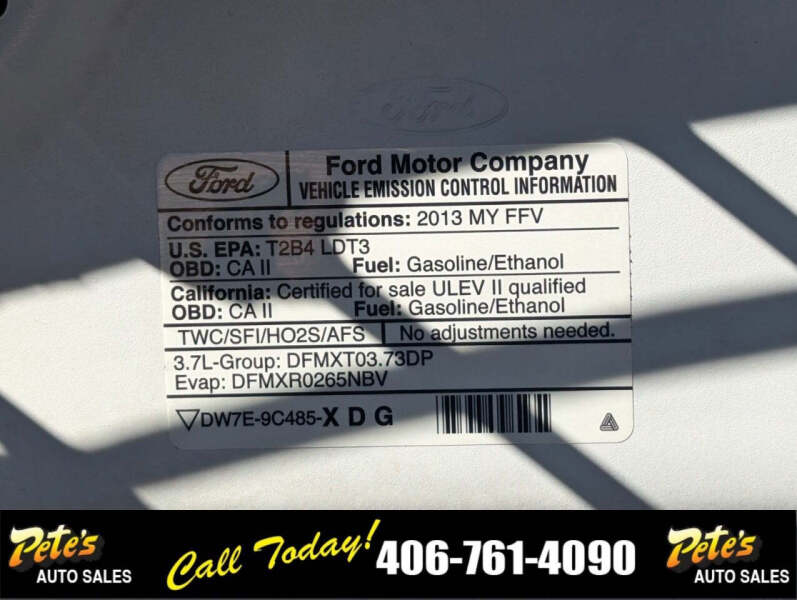 Ford
Ford
Ford Motor Company
VEHICLE EMISSION CONTROL INFORMATION
Conforms to regulations: 2013 MY FFV
U.S. EPA: T2B4 LDT3
OBD: CA II Fuel: Gasoline/Ethanol
California: Certified for sale ULEV II qualified
OBD: CA II Fuel: Gasoline/Ethanol
TWC/SFI/HO2S/AFS No adjustments needed.
3.7L-Group: DFMXT03.73DP
Evap: DFMXR0265NBV
DW7E-9C485-X D G
Pete's
AUTO SALES
Call Today!
406-761-4090
Pete's
AUTO SALES